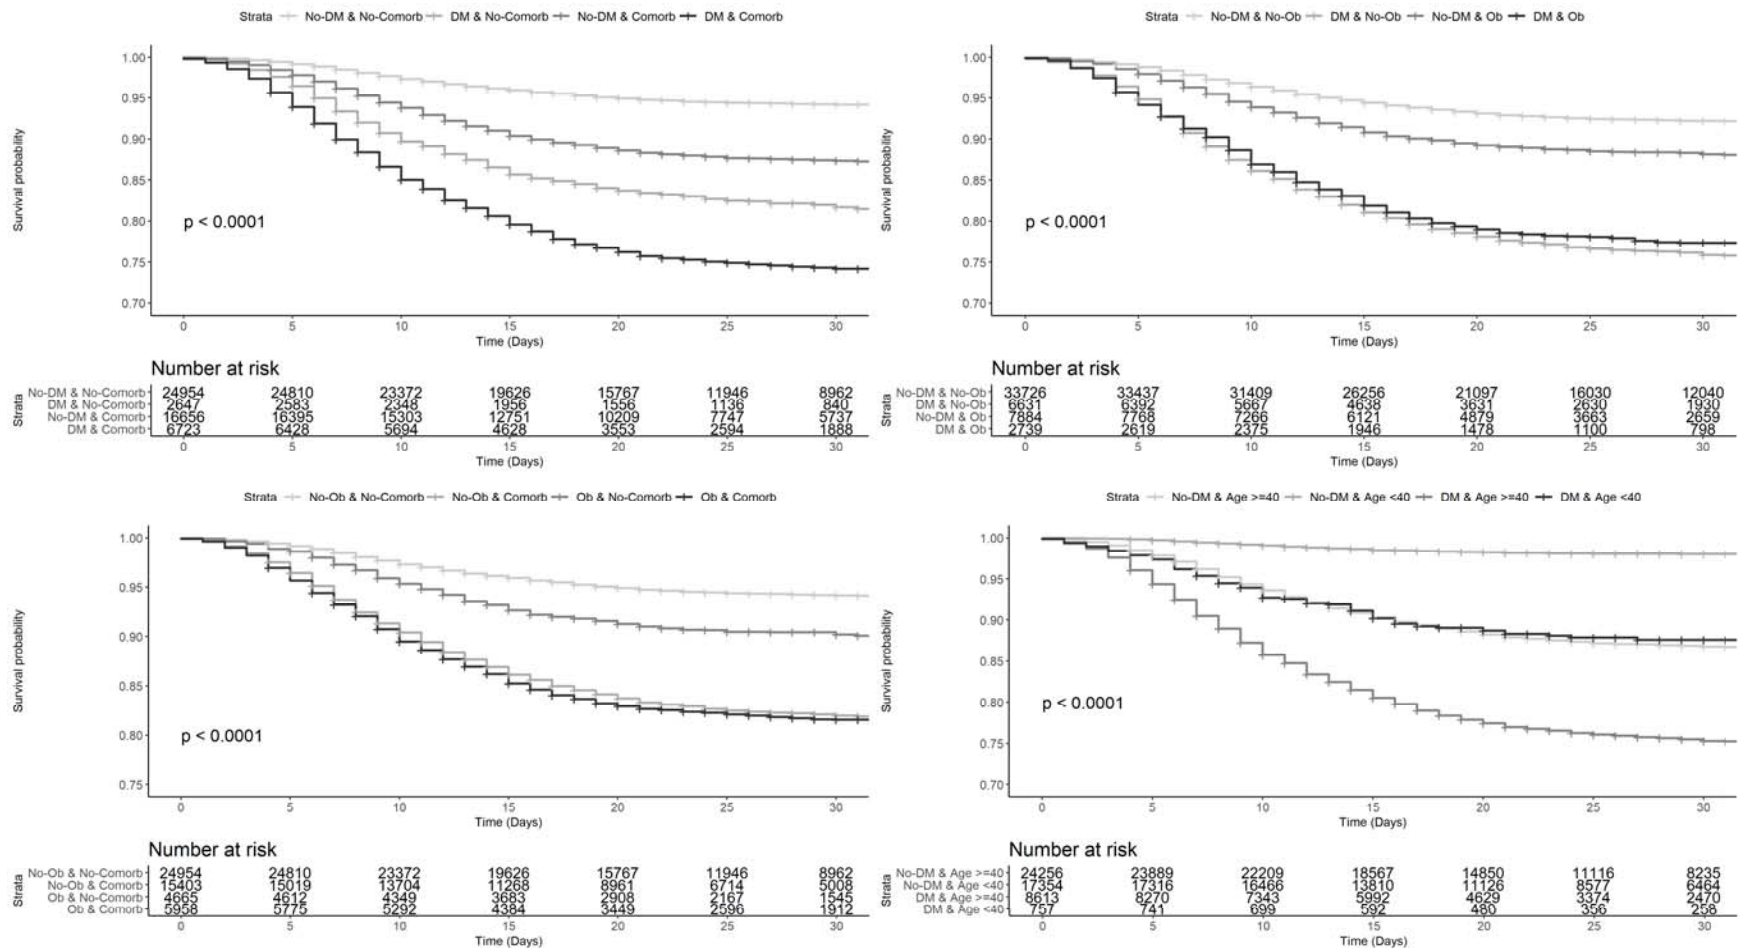 Strata No-DM & No-Comorb DM & No-Comorb No-DM & Comorb DM & Comorb
Survival probability
1.00
0.95
0.90
0.85
0.80
0.75
0.70
p < 0.0001
0 5 10 15 20 25 30
Time (Days)
Number at risk
Strata
No-DM & No-Comorb 24954 24810 23372 19626 15767 11946 8962
DM & No-Comorb 2647 2583 2348 1956 1556 1136 840
No-DM & Comorb 16656 16395 15303 12751 10209 7747 5737
DM & Comorb 6723 6428 5694 4628 3553 2594 1888
0 5 10 15 20 25 30
Time (Days)
Strata No-DM & No-Ob DM & No-Ob No-DM & Ob DM & Ob
Survival probability
1.00
0.95
0.90
0.85
0.80
0.75
0.70
p < 0.0001
0 5 10 15 20 25 30
Time (Days)
Number at risk
Strata
No-DM & No-Ob 33726 33437 31409 26256 21097 16030 12040
DM & No-Ob 6631 6392 5667 4638 3631 2630 1930
No-DM & Ob 7884 7768 7266 6121 4879 3663 2659
DM & Ob 2739 2619 2375 1946 1478 1100 798
0 5 10 15 20 25 30
Time (Days)
Strata No-Ob & No-Comorb No-Ob & Comorb Ob & No-Comorb Ob & Comorb
Survival probability
1.00
0.95
0.90
0.85
0.80
0.75
p < 0.0001
0 5 10 15 20 25 30
Time (Days)
Number at risk
Strata
No-Ob & No-Comorb 24954 24810 23372 19626 15767 11946 8962
No-Ob & Comorb 15403 15019 13704 11268 8961 6714 5008
Ob & No-Comorb 4665 4612 4349 3683 2908 2167 1545
Ob & Comorb 5958 5775 5292 4384 3449 2596 1912
0 5 10 15 20 25 30
Time (Days)
Strata No-DM & Age >=40 No-DM & Age <40 DM & Age >=40 DM & Age <40
Survival probability
1.00
0.95
0.90
0.85
0.80
0.75
0.70
p < 0.0001
0 5 10 15 20 25 30
Time (Days)
Number at risk
Strata
No-DM & Age >=40 24256 23889 22209 18567 14850 11116 8235
No-DM & Age <40 17354 17316 16466 13810 11126 8577 6464
DM & Age >=40 8613 8270 7343 5992 4629 3374 2470
DM & Age <40 757 741 699 592 480 356 258
0 5 10 15 20 25 30
Time (Days)